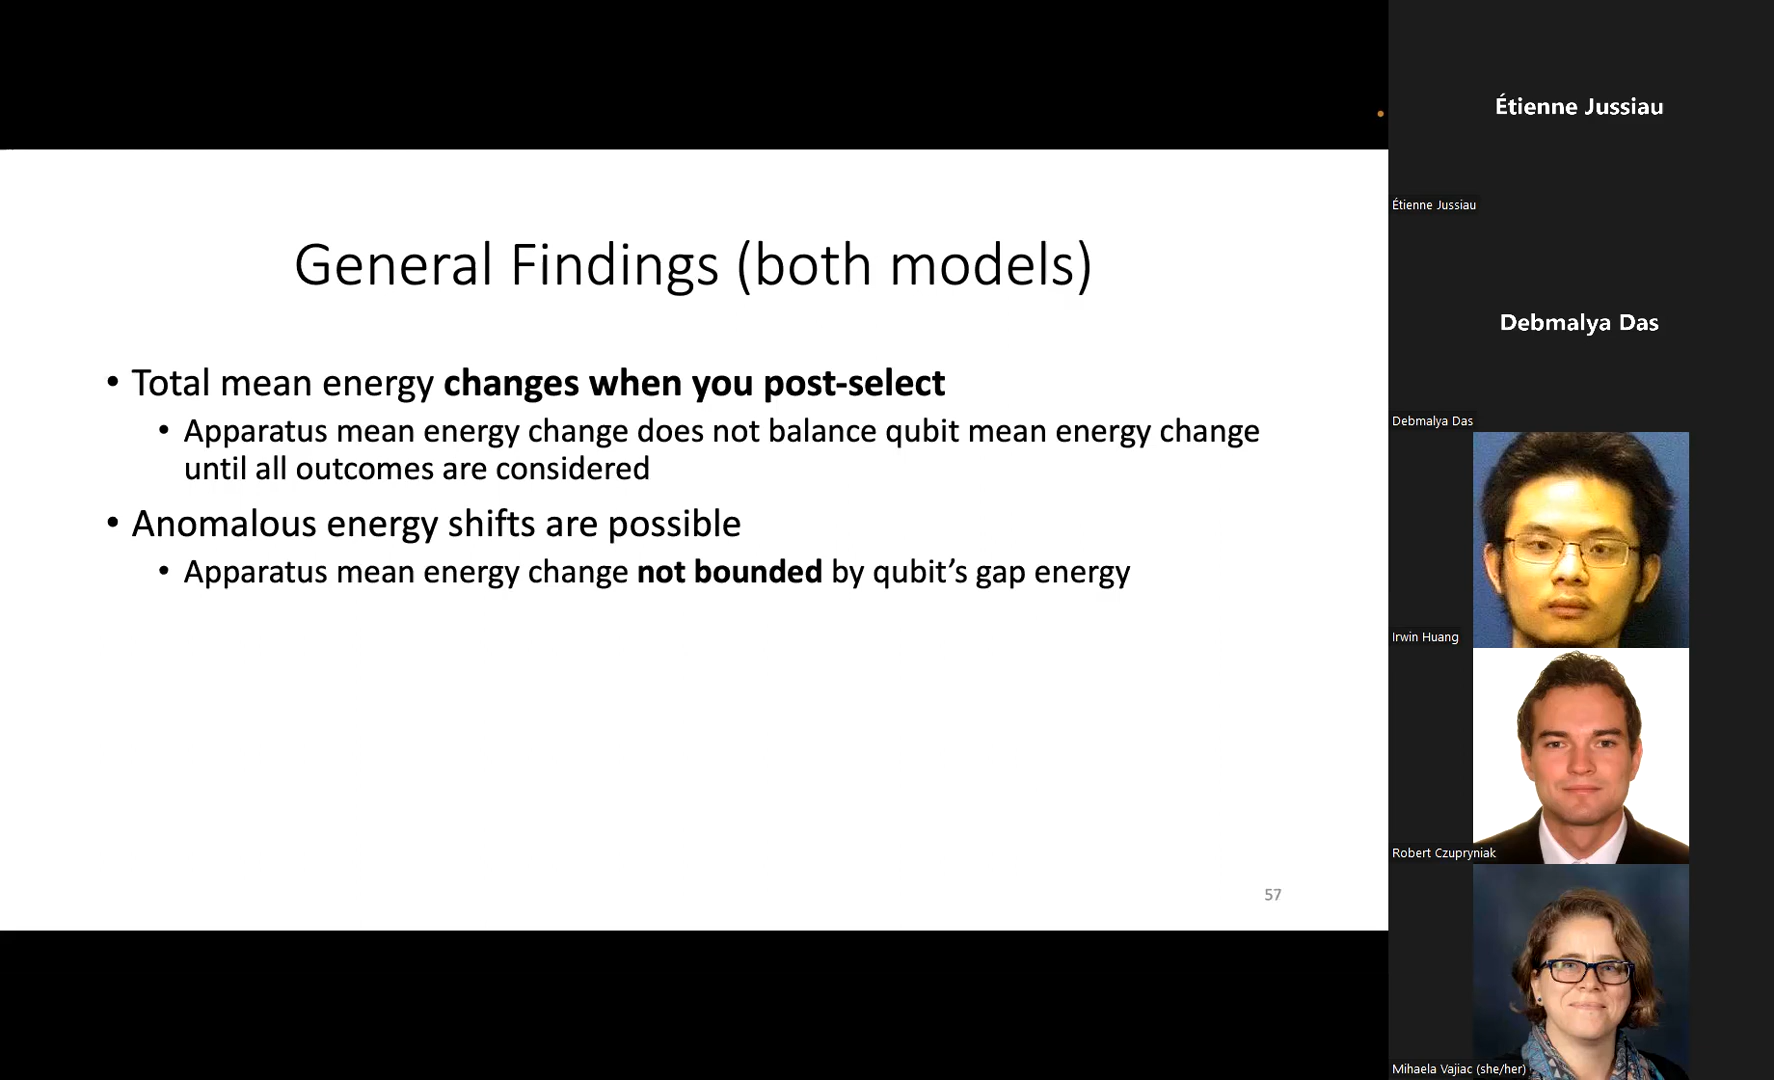 General Findings (both models)
• Total mean energy changes when you post-select
• Apparatus mean energy change does not balance qubit mean energy change
until all outcomes are considered
• Anomalous energy shifts are possible
• Apparatus mean energy change not bounded by qubit’s gap energy
57
Étienne Jussiau
Étienne Jussiau
Debmalya Das
Debmalya Das
Irwin Huang
Robert Czupryniak
Mihaela Vajiac (she/her)